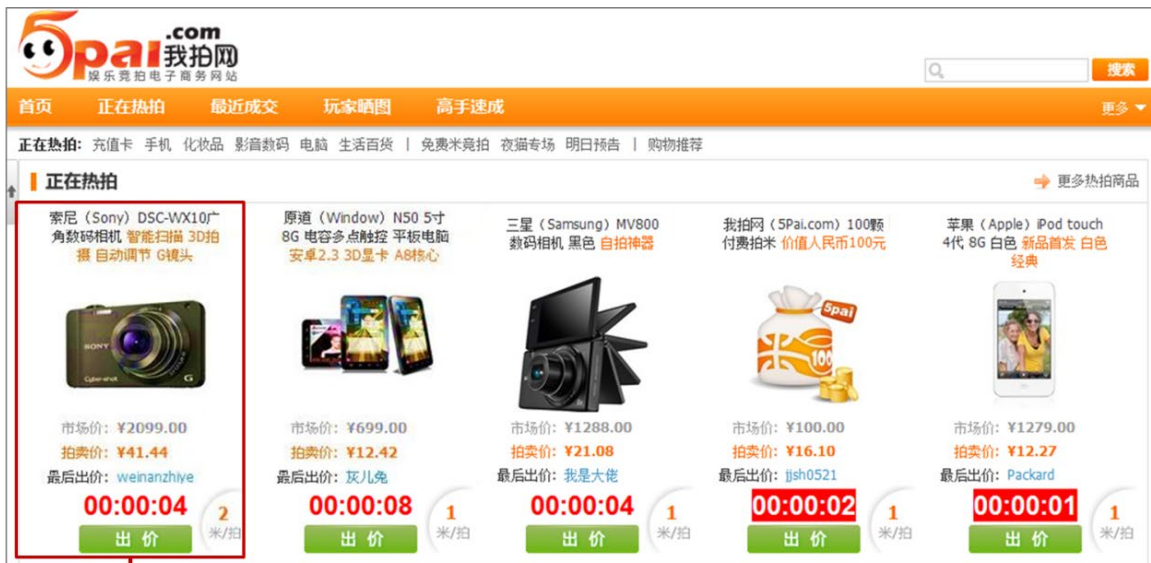 5pai.com
我拍网
娱乐竞拍电子商务网站
搜索
首页 正在热拍 最近成交 玩家晒图 高手速成 更多
正在热拍: 充值卡 手机 化妆品 影音数码 电脑 生活百货 | 免费米竟拍 夜猫专场 明日预告 | 购物推荐
正在热拍
更多热拍商品
索尼（Sony）DSC-WX10广
角数码相机 智能扫描 3D拍
摄 自动调节 G镜头
SONY
Cyber-shot
G
市场价: ¥2099.00
拍卖价: ¥41.44
最后出价: weinanzhiye
00:00:04
2
米/拍
出 价
原道（Window）N50 5寸
8G 电容多点触控 平板电脑
安卓2.3 3D显卡 A8核心
市场价: ¥699.00
拍卖价: ¥12.42
最后出价: 灰儿兔
00:00:08
1
米/拍
出 价
三星（Samsung）MV800
数码相机 黑色 自拍神器
市场价: ¥1288.00
拍卖价: ¥21.08
最后出价: 我是大佬
00:00:04
1
米/拍
出 价
我拍网（5Pai.com）100颗
付费拍米 价值人民币100元
5pai
100
市场价: ¥100.00
拍卖价: ¥16.10
最后出价: jjsh0521
00:00:02
1
米/拍
出 价
苹果（Apple）iPod touch
4代 8G 白色 新品首发 白色
经典
市场价: ¥1279.00
拍卖价: ¥12.27
最后出价: Packard
00:00:01
1
米/拍
出 价